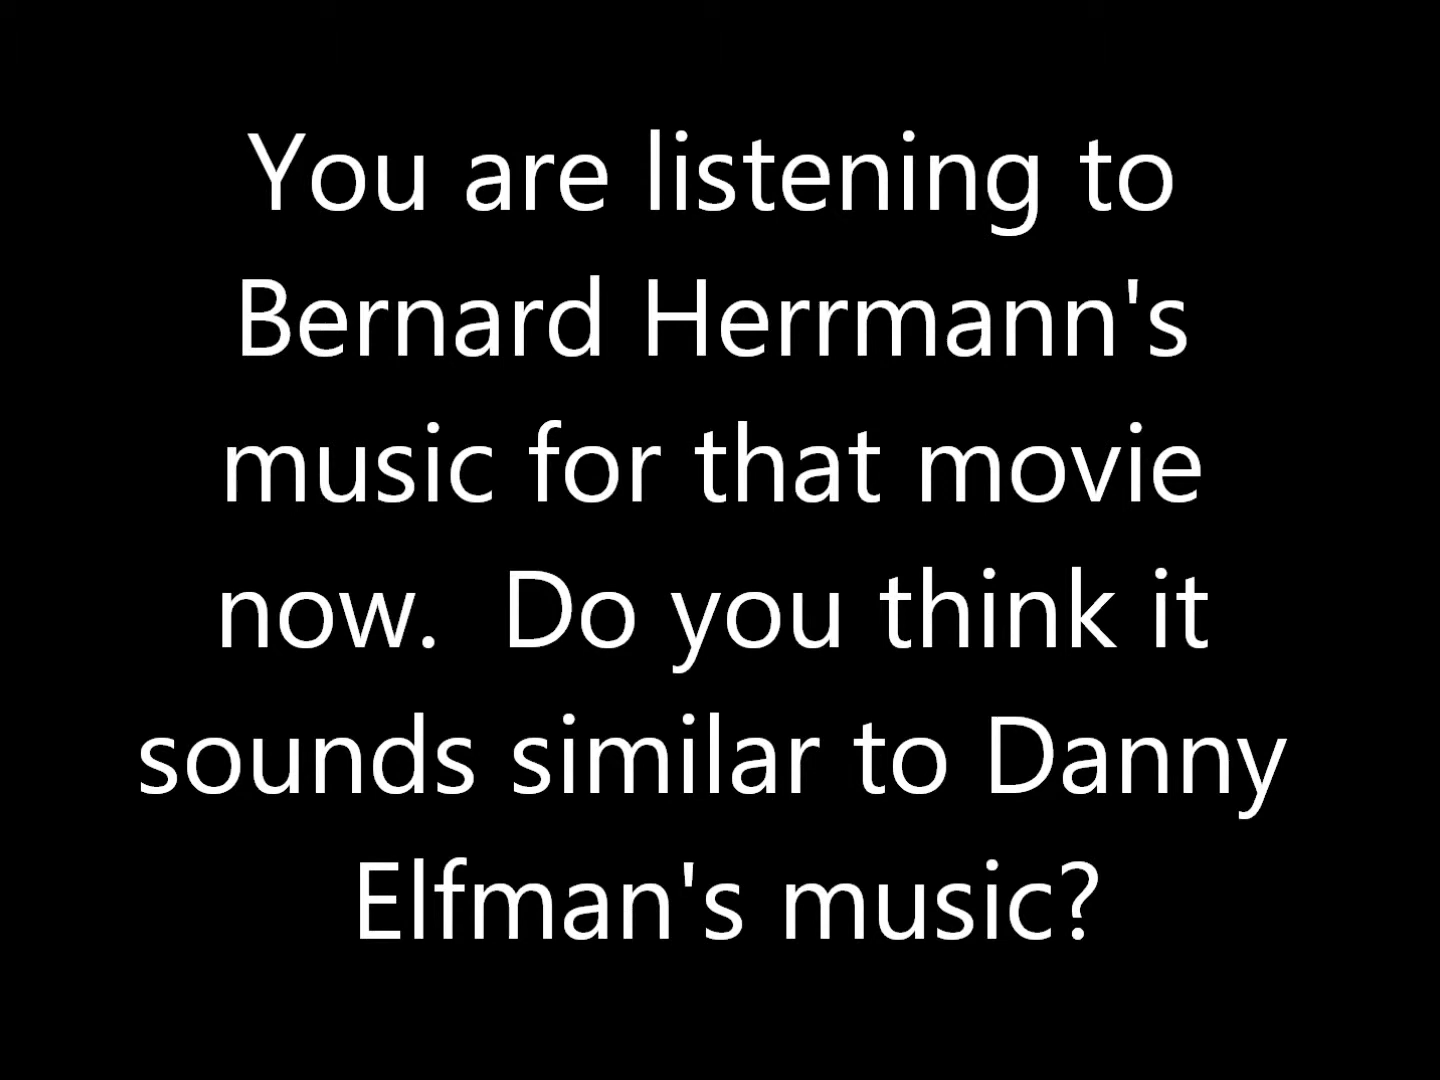 You are listening to
Bernard Herrmann's
music for that movie
now.  Do you think it
sounds similar to Danny
Elfman's music?